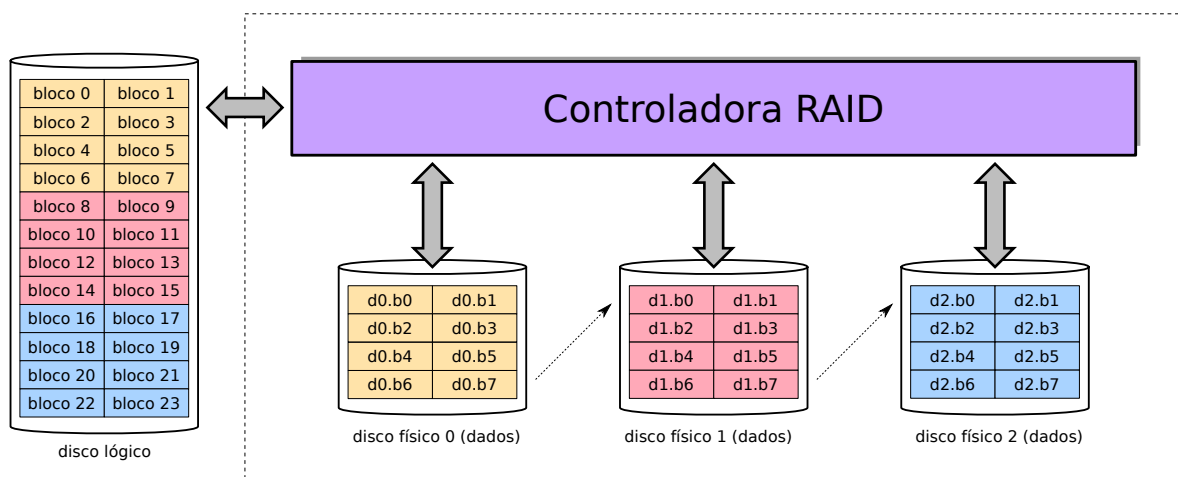 Controladora RAID
bloco 0 bloco 1
bloco 2 bloco 3
bloco 4 bloco 5
bloco 6 bloco 7
bloco 8 bloco 9
bloco 10 bloco 11
bloco 12 bloco 13
bloco 14 bloco 15
bloco 16 bloco 17
bloco 18 bloco 19
bloco 20 bloco 21
bloco 22 bloco 23
disco lógico
d0.b0 d0.b1
d0.b2 d0.b3
d0.b4 d0.b5
d0.b6 d0.b7
disco físico 0 (dados)
d1.b0 d1.b1
d1.b2 d1.b3
d1.b4 d1.b5
d1.b6 d1.b7
disco físico 1 (dados)
d2.b0 d2.b1
d2.b2 d2.b3
d2.b4 d2.b5
d2.b6 d2.b7
disco físico 2 (dados)